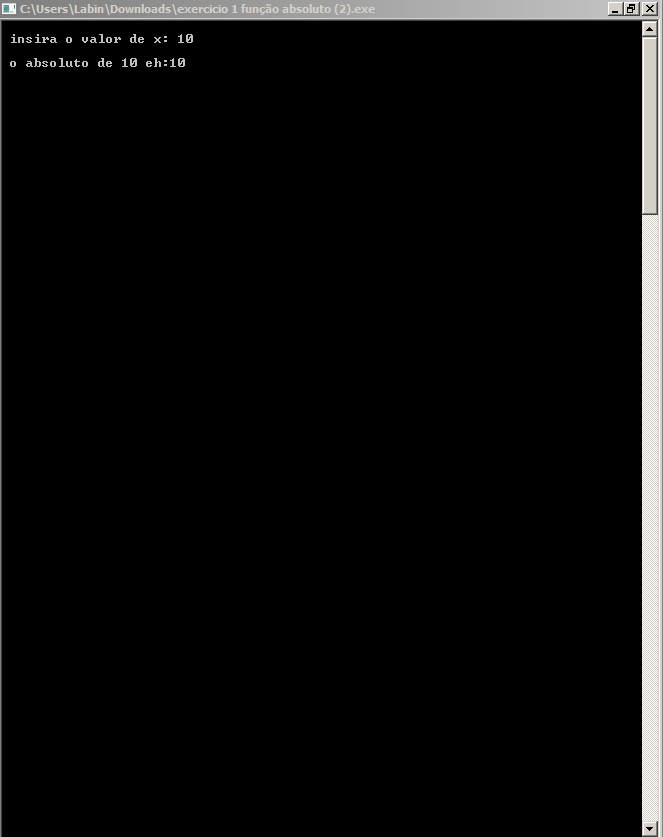 C:\Users\Labin\Downloads\exercicio 1 função absoluto (2).exe
insira o valor de x: 10
o absoluto de 10 eh:10